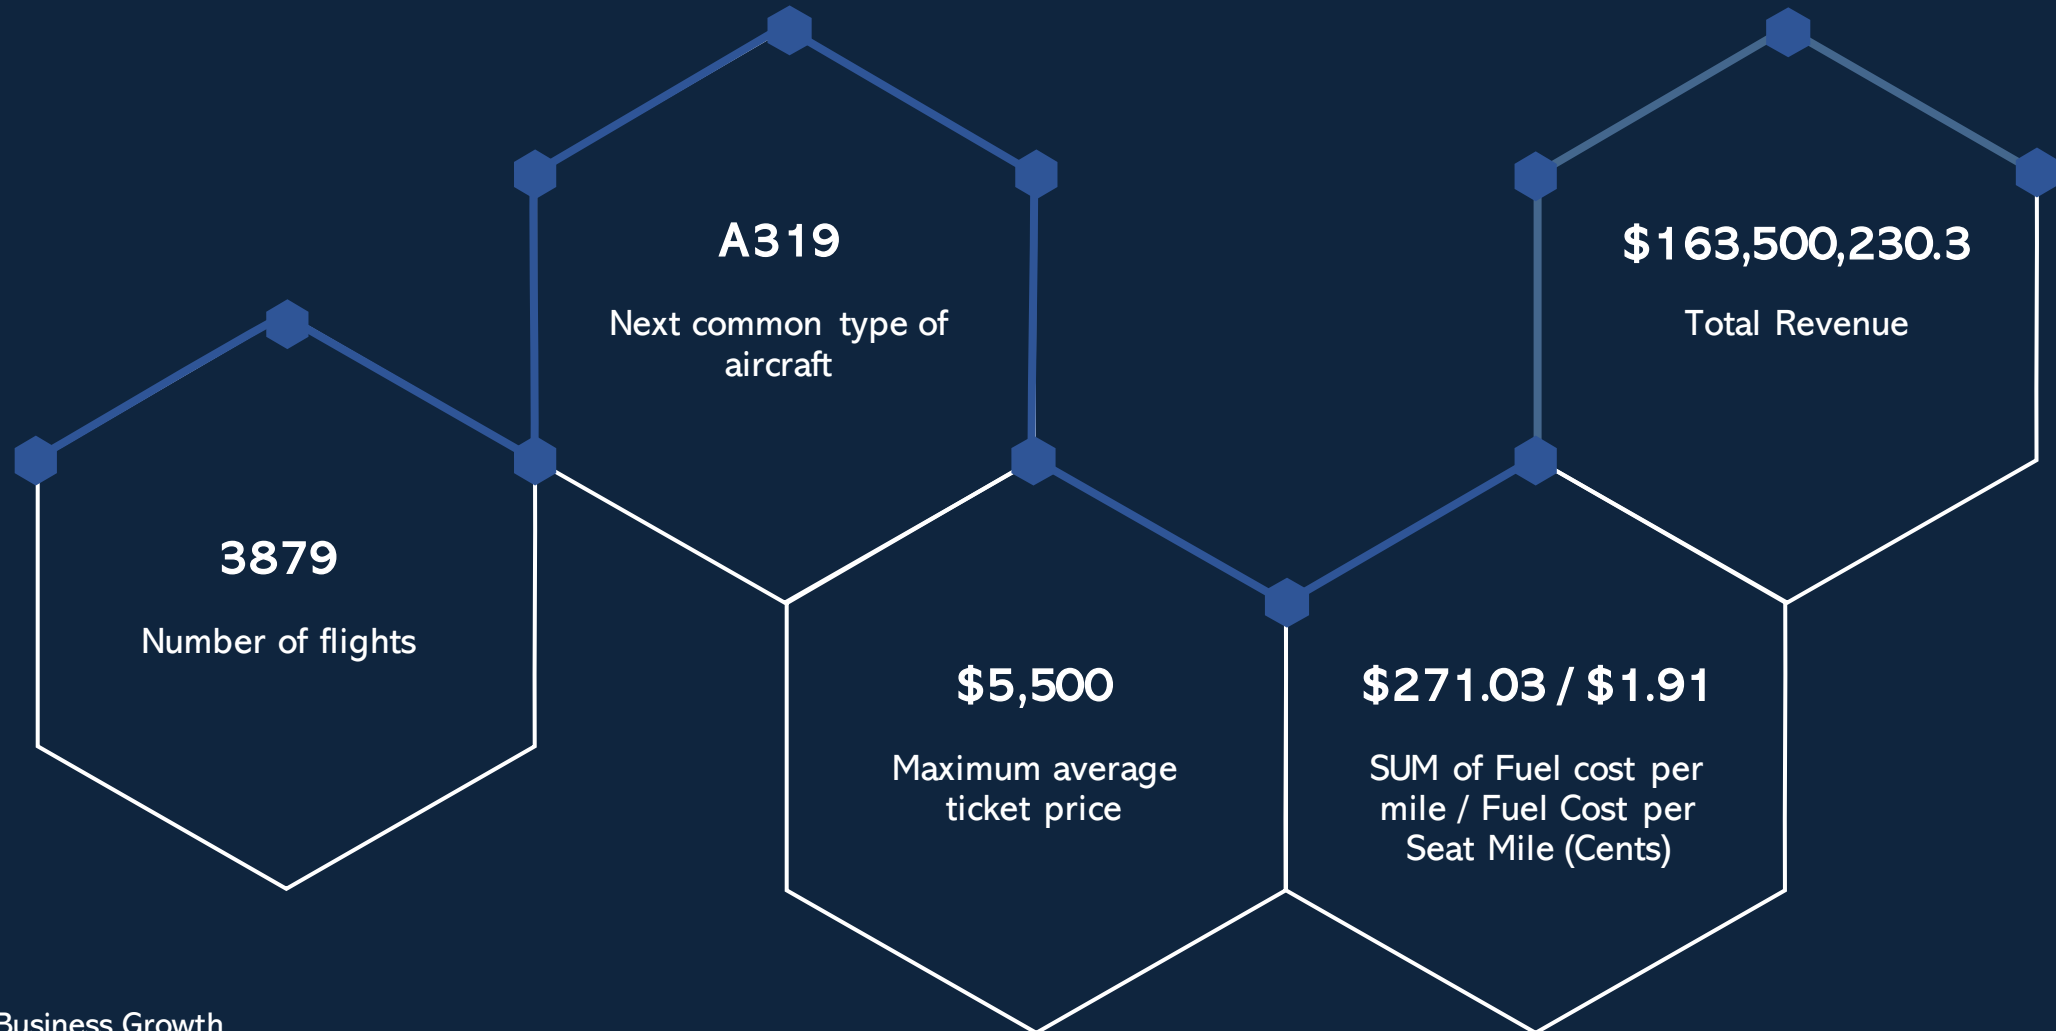 A319
Next common type of
aircraft
$163,500,230.3
Total Revenue
3879
Number of flights
$5,500
Maximum average
ticket price
$271.03 / $1.91
SUM of Fuel cost per
mile / Fuel Cost per
Seat Mile (Cents)
Business Growth